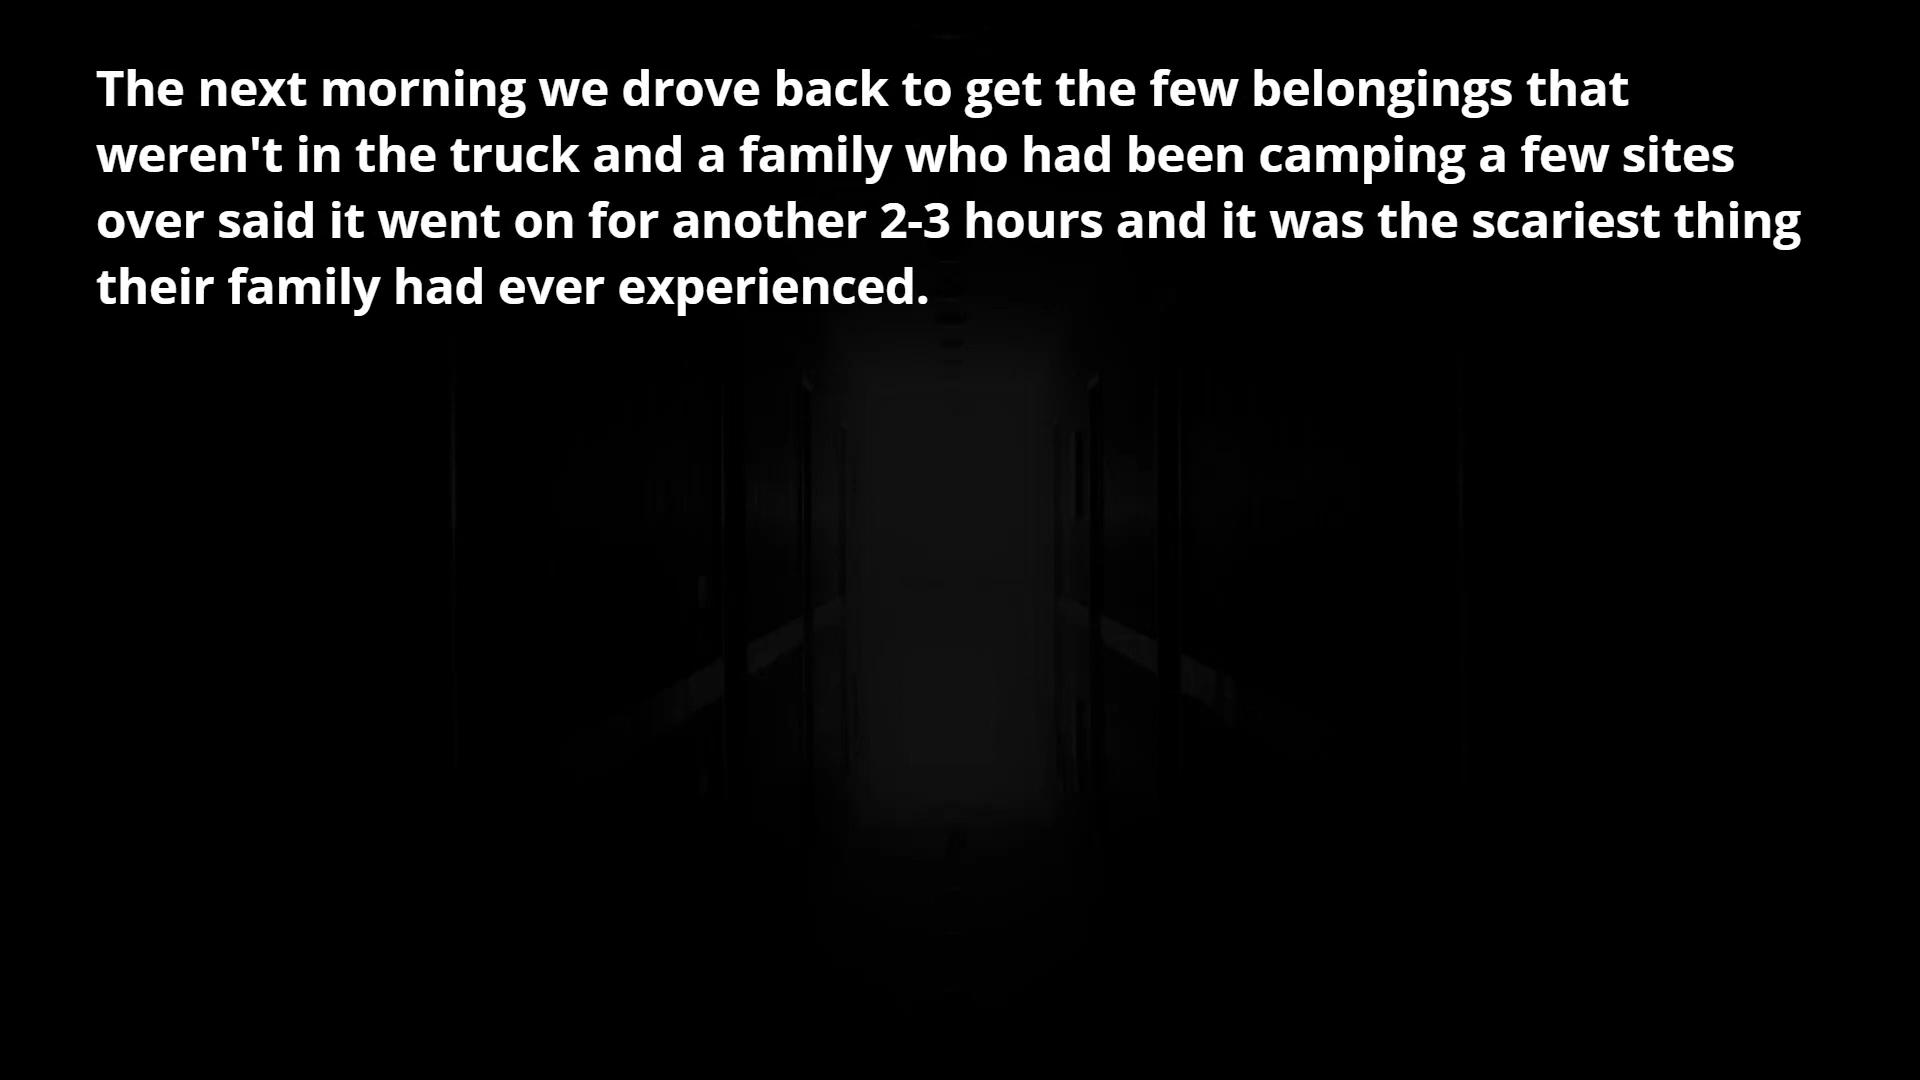 The next morning we drove back to get the few belongings that
weren't in the truck and a family who had been camping a few sites
over said it went on for another 2-3 hours and it was the scariest thing
their family had ever experienced.